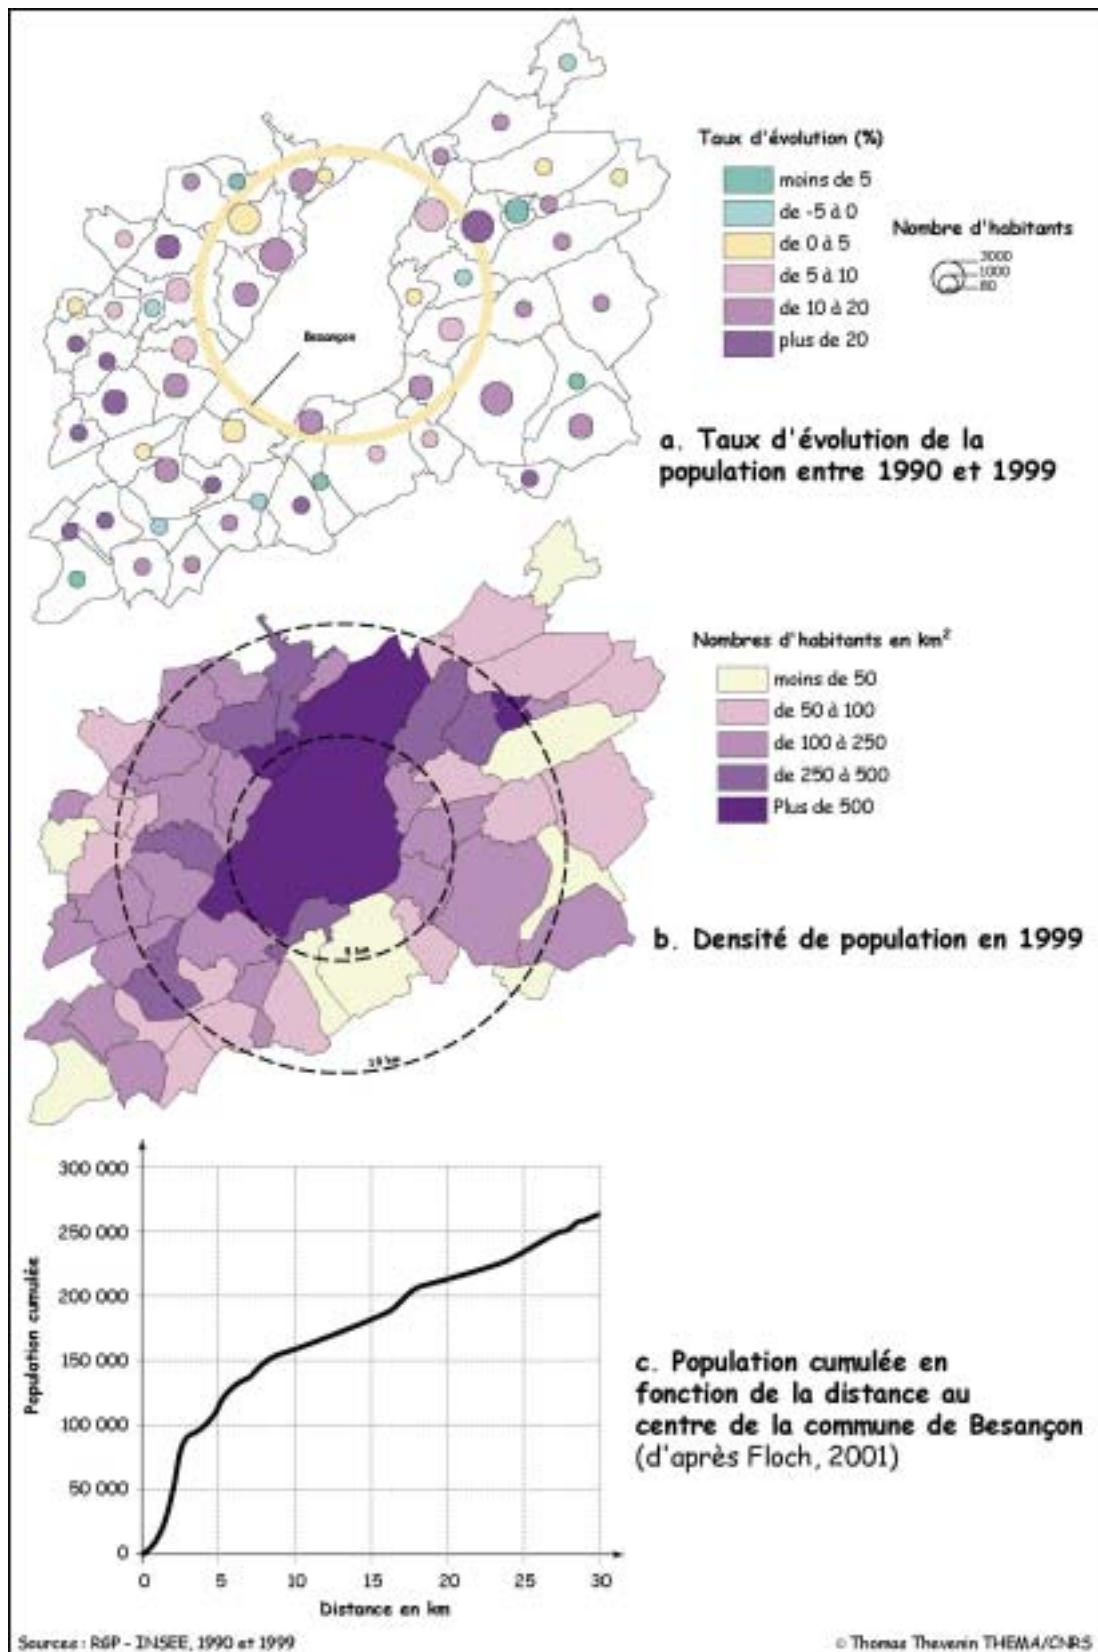 Taux d'évolution (%)
moins de 5
de -5 à 0
de 0 à 5
de 5 à 10
de 10 à 20
plus de 20
Nombre d'habitants
3000
1000
80
Besançon
a. Taux d'évolution de la
population entre 1990 et 1999
Nombres d'habitants en km²
moins de 50
de 50 à 100
de 100 à 250
de 250 à 500
Plus de 500
km
km
b. Densité de population en 1999
Population cumulée
300 000
250 000
200 000
150 000
100 000
50 000
0
0 5 10 15 20 25 30
Distance en km
c. Population cumulée en
fonction de la distance au
centre de la commune de Besançon
(d'après Floch, 2001)
Sources : RGP - INSEE, 1990 et 1999
© Thomas Thevenin THEMA/CNRS